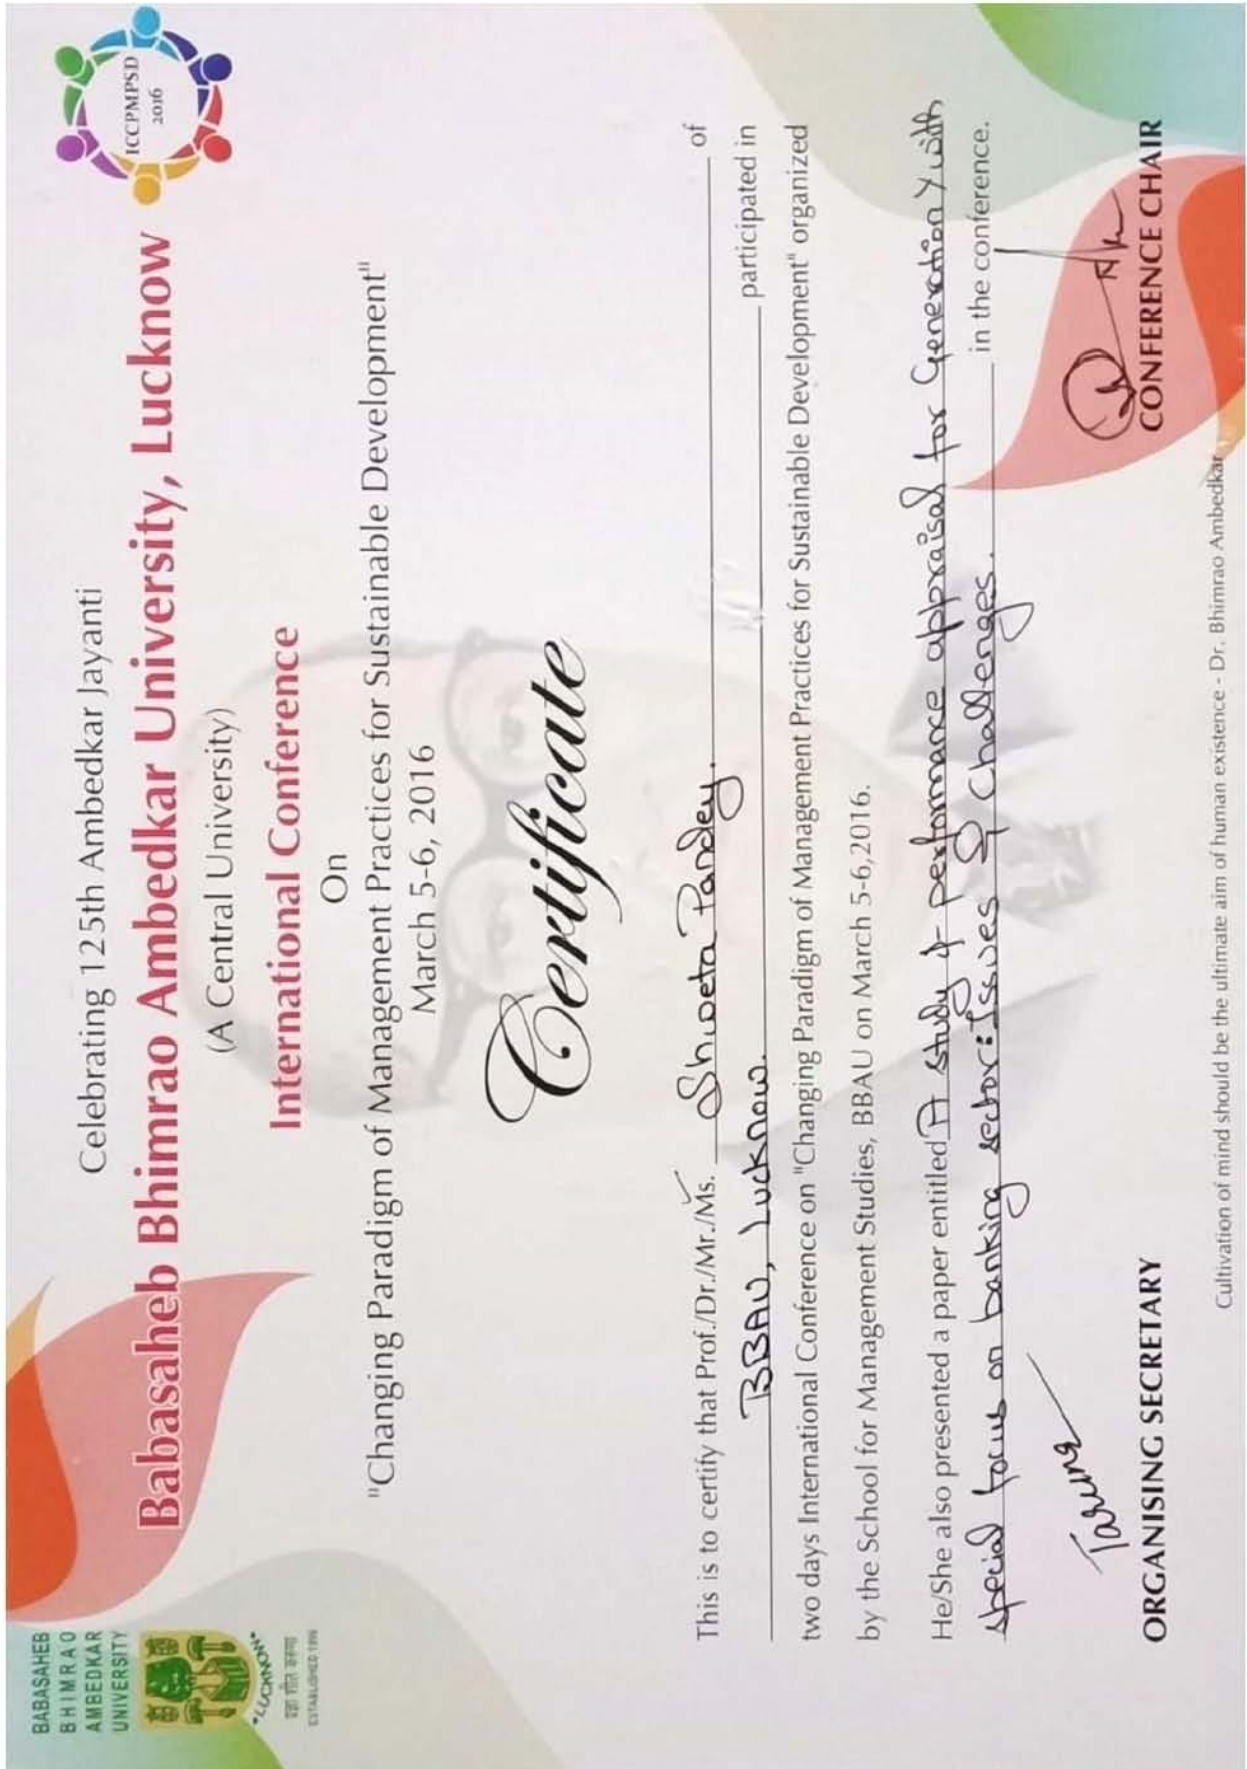 BABASAHEB
BHIMRAO
AMBEDKAR
UNIVERSITY
"LUCKNOW"
प्रज्ञा शील करुणा
ESTABLISHED 1996
ICCPMPSD
2016
Celebrating 125th Ambedkar Jayanti
Babasaheb Bhimrao Ambedkar University, Lucknow
(A Central University)
International Conference
On
"Changing Paradigm of Management Practices for Sustainable Development"
March 5-6, 2016
Certificate
This is to certify that Prof./Dr./Mr./Ms. Shweta Pandey. of
BBAU, Lucknow. participated in
two days International Conference on "Changing Paradigm of Management Practices for Sustainable Development" organized
by the School for Management Studies, BBAU on March 5-6,2016.
He/She also presented a paper entitled A study of performance appraisal for Generation Y with
special focus on banking sector: Issues & Challenges. in the conference.
ORGANISING SECRETARY
CONFERENCE CHAIR
Cultivation of mind should be the ultimate aim of human existence - Dr. Bhimrao Ambedkar